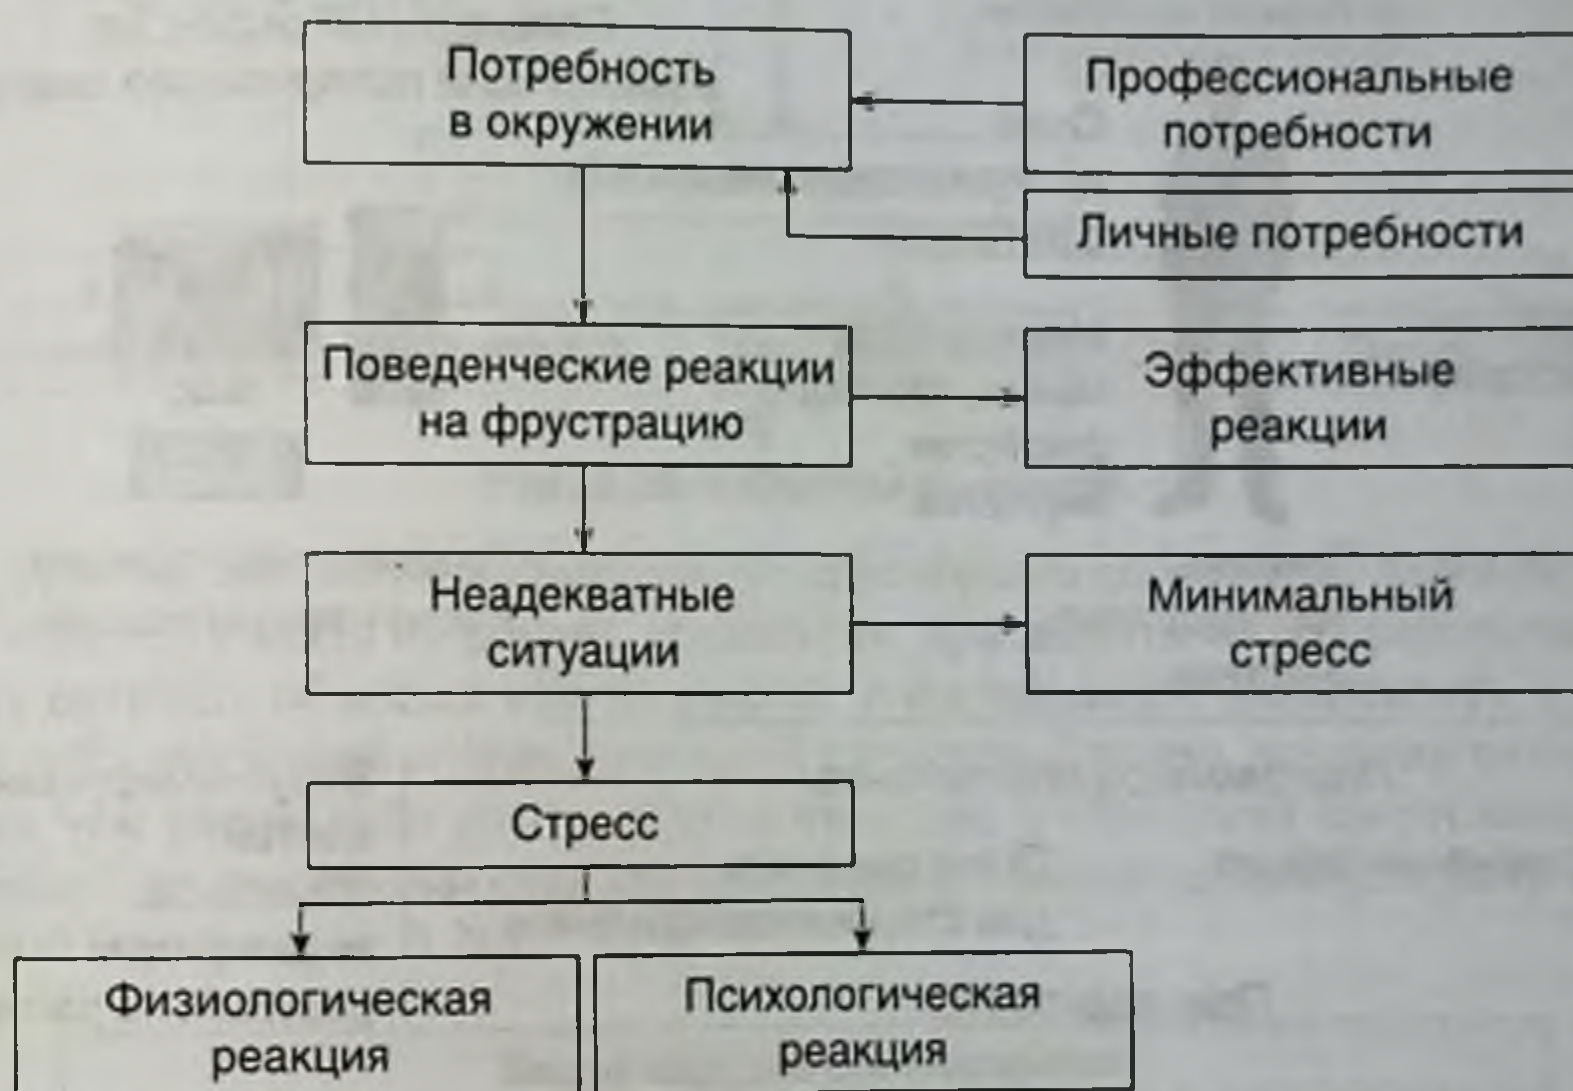 Потребность
в окружении
Профессиональные
потребности
Личные потребности
Поведенческие реакции
на фрустрацию
Эффективные
реакции
Неадекватные
ситуации
Минимальный
стресс
Стресс
Физиологическая
реакция
Психологическая
реакция